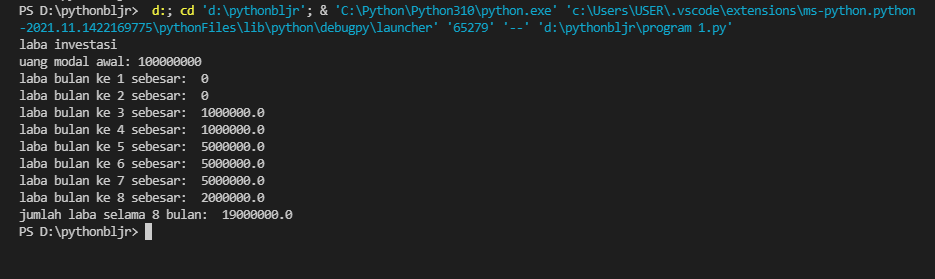 PS D:\pythonbljr>  d:; cd 'd:\pythonbljr'; & 'C:\Python\Python310\python.exe' 'c:\Users\USER\.vscode\extensions\ms-python.python
-2021.11.1422169775\pythonFiles\lib\python\debugpy\launcher' '65279' '--' 'd:\pythonbljr\program 1.py'
laba investasi
uang modal awal: 100000000
laba bulan ke 1 sebesar:  0
laba bulan ke 2 sebesar:  0
laba bulan ke 3 sebesar:  1000000.0
laba bulan ke 4 sebesar:  1000000.0
laba bulan ke 5 sebesar:  5000000.0
laba bulan ke 6 sebesar:  5000000.0
laba bulan ke 7 sebesar:  5000000.0
laba bulan ke 8 sebesar:  2000000.0
jumlah laba selama 8 bulan:  19000000.0
PS D:\pythonbljr>